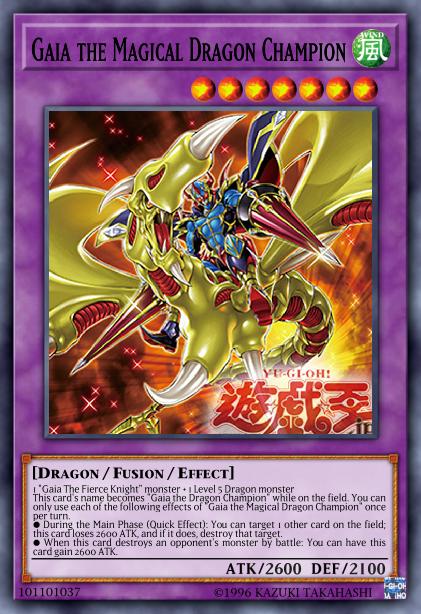 Gaia the Magical Dragon Champion
WIND
風
YU-GI-OH!
遊戯王
[Dragon / Fusion / Effect]
1 "Gaia The Fierce Knight" monster + 1 Level 5 Dragon monster
This card's name becomes "Gaia the Dragon Champion" while on the field. You can
only use each of the following effects of "Gaia the Magical Dragon Champion" once
per turn.
● During the Main Phase (Quick Effect): You can target 1 other card on the field;
this card loses 2600 ATK, and if it does, destroy that target.
● When this card destroys an opponent's monster by battle: You can have this
card gain 2600 ATK.
ATK/2600 DEF/2100
101101037
©1996 KAZUKI TAKAHASHI